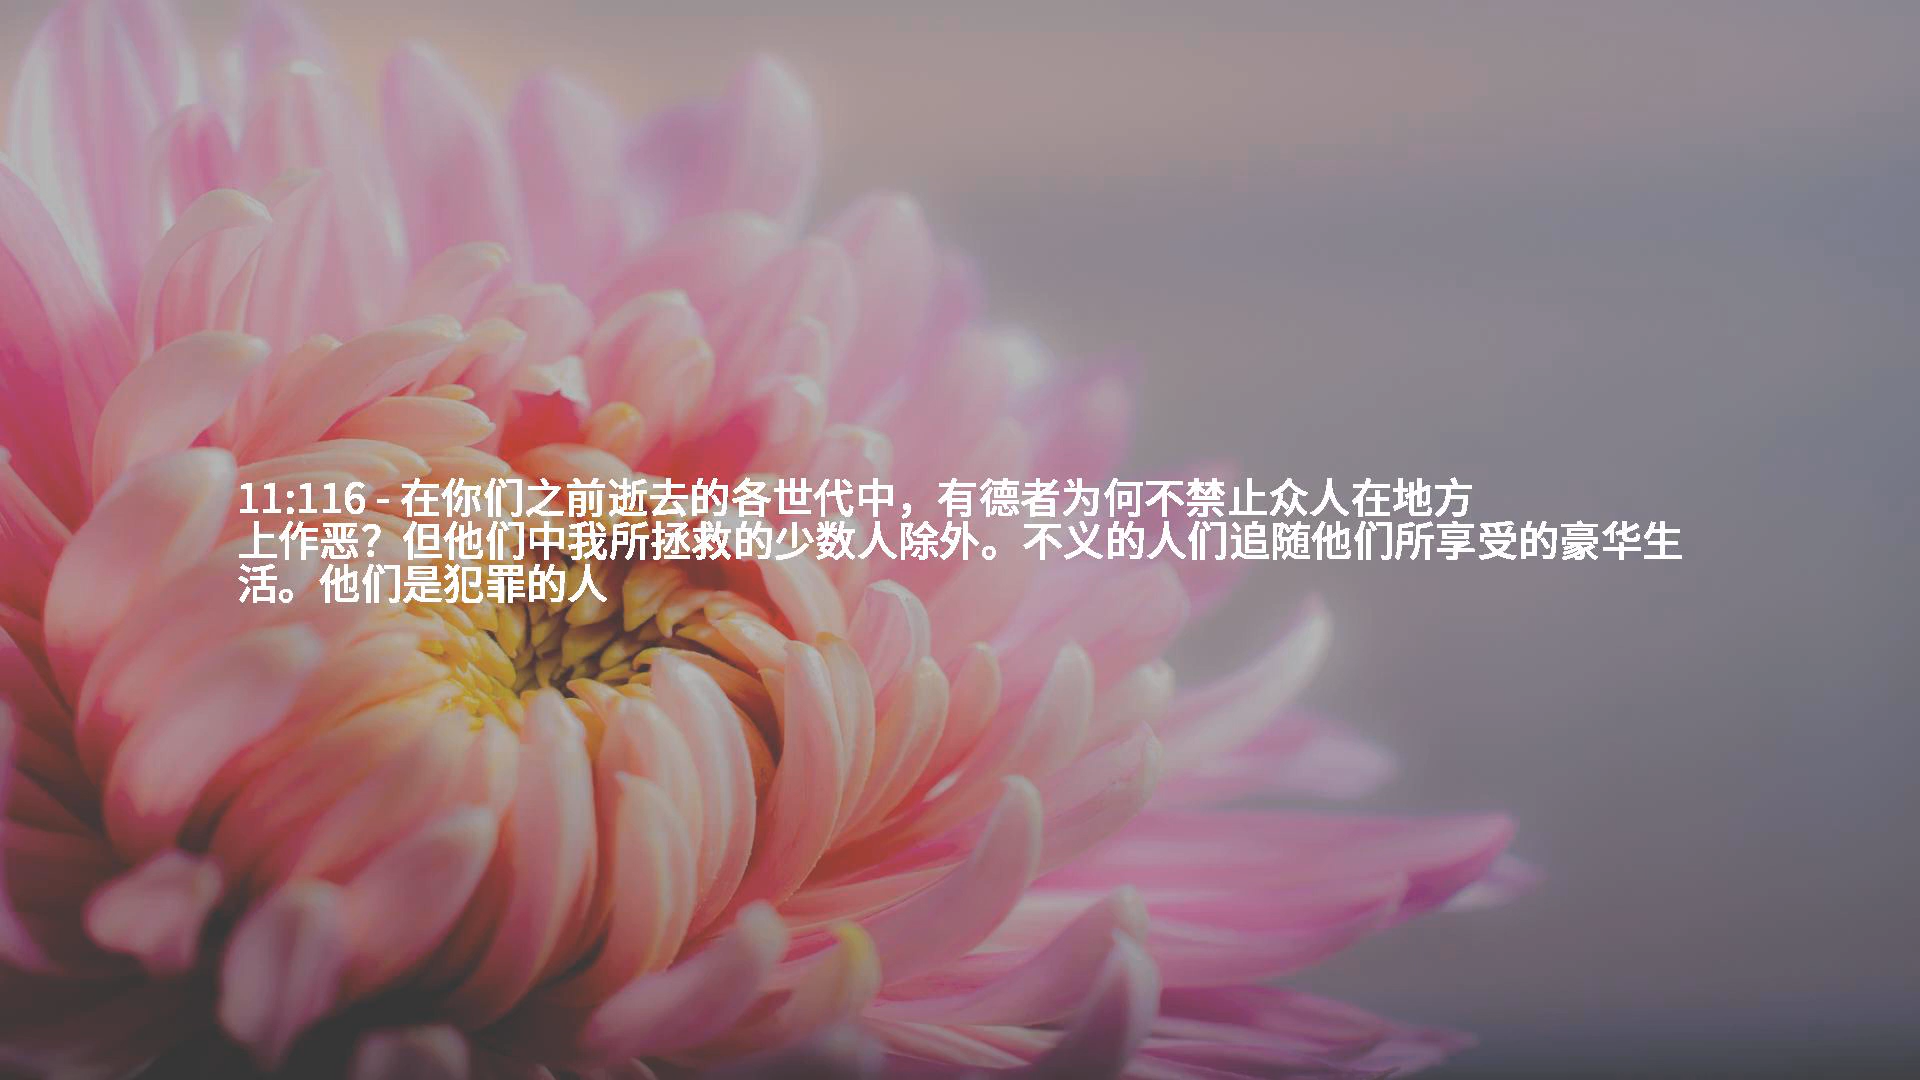 11:116 - 在你们之前逝去的各世代中，有德者为何不禁止众人在地方
上作恶？但他们中我所拯救的少数人除外。不义的人们追随他们所享受的豪华生
活。他们是犯罪的人